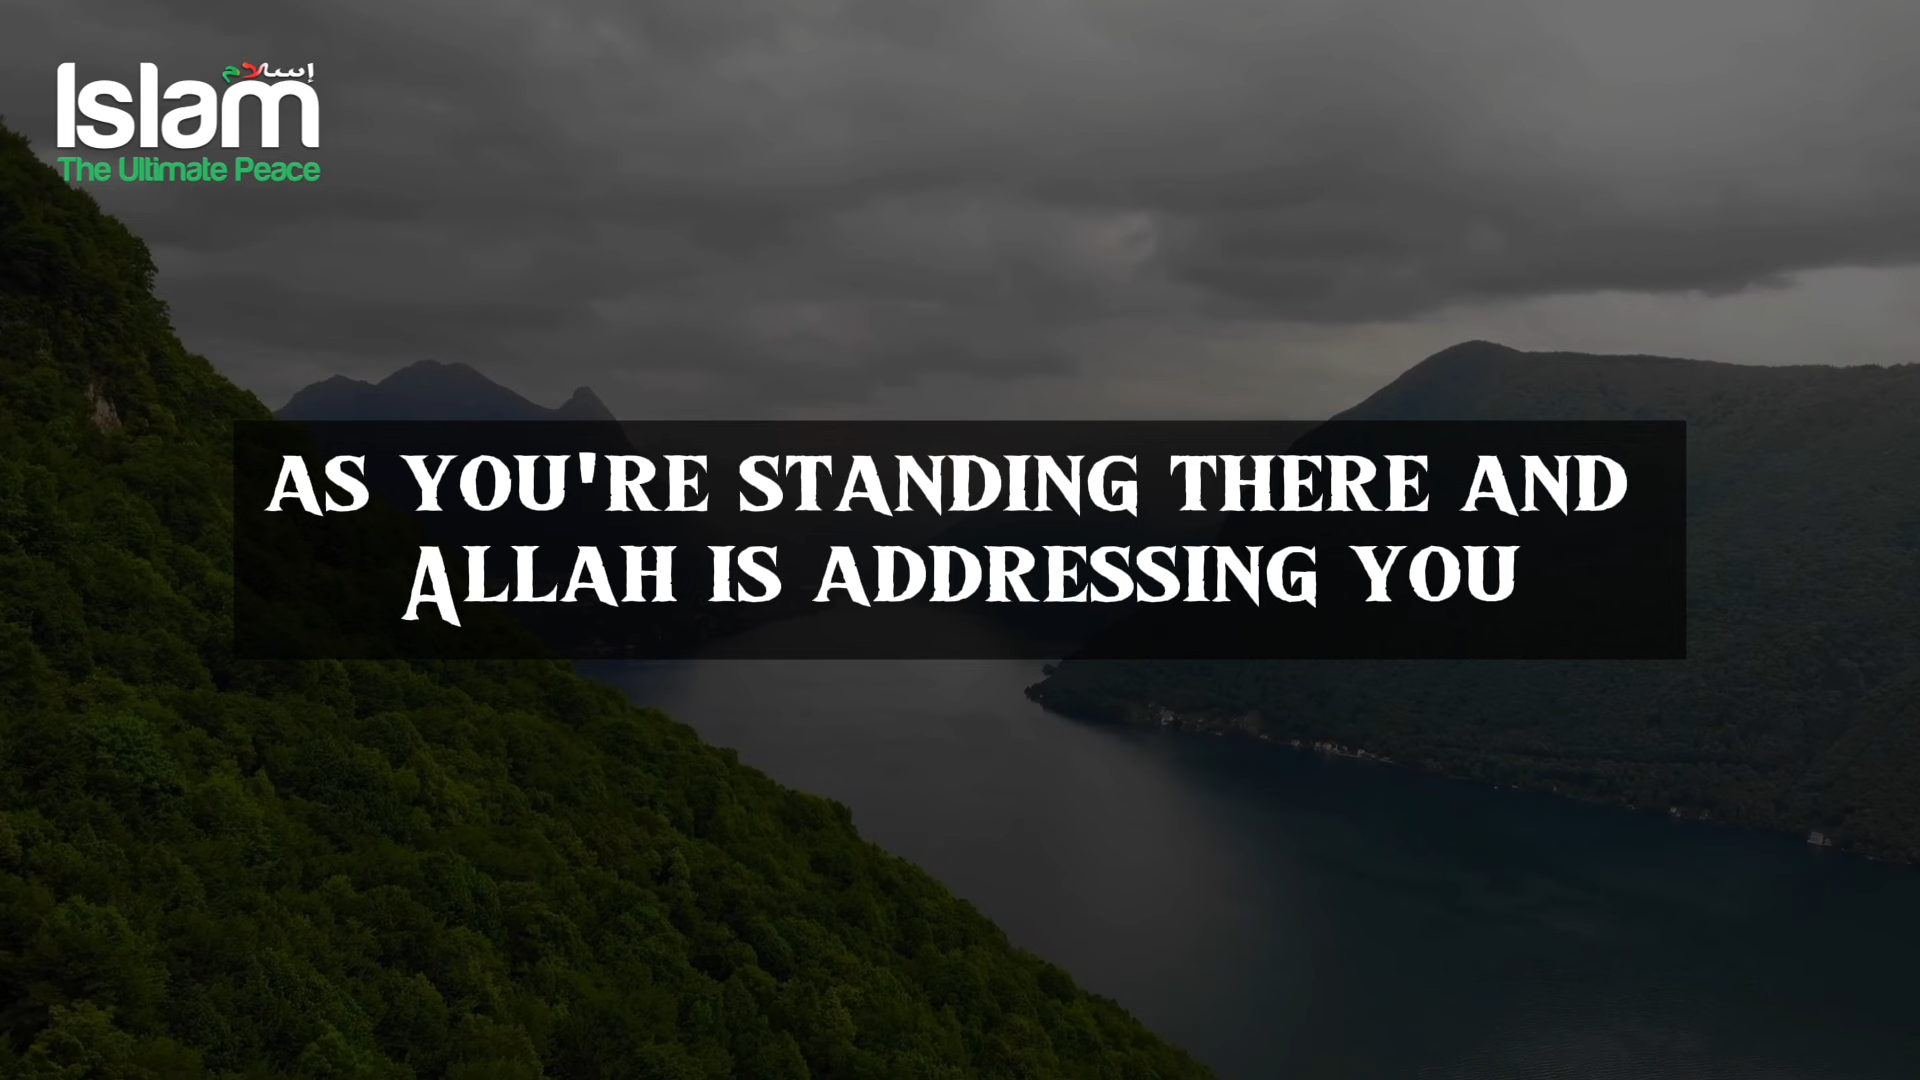 إسلام
Islam
The Ultimate Peace
AS YOU'RE STANDING THERE AND
ALLAH IS ADDRESSING YOU